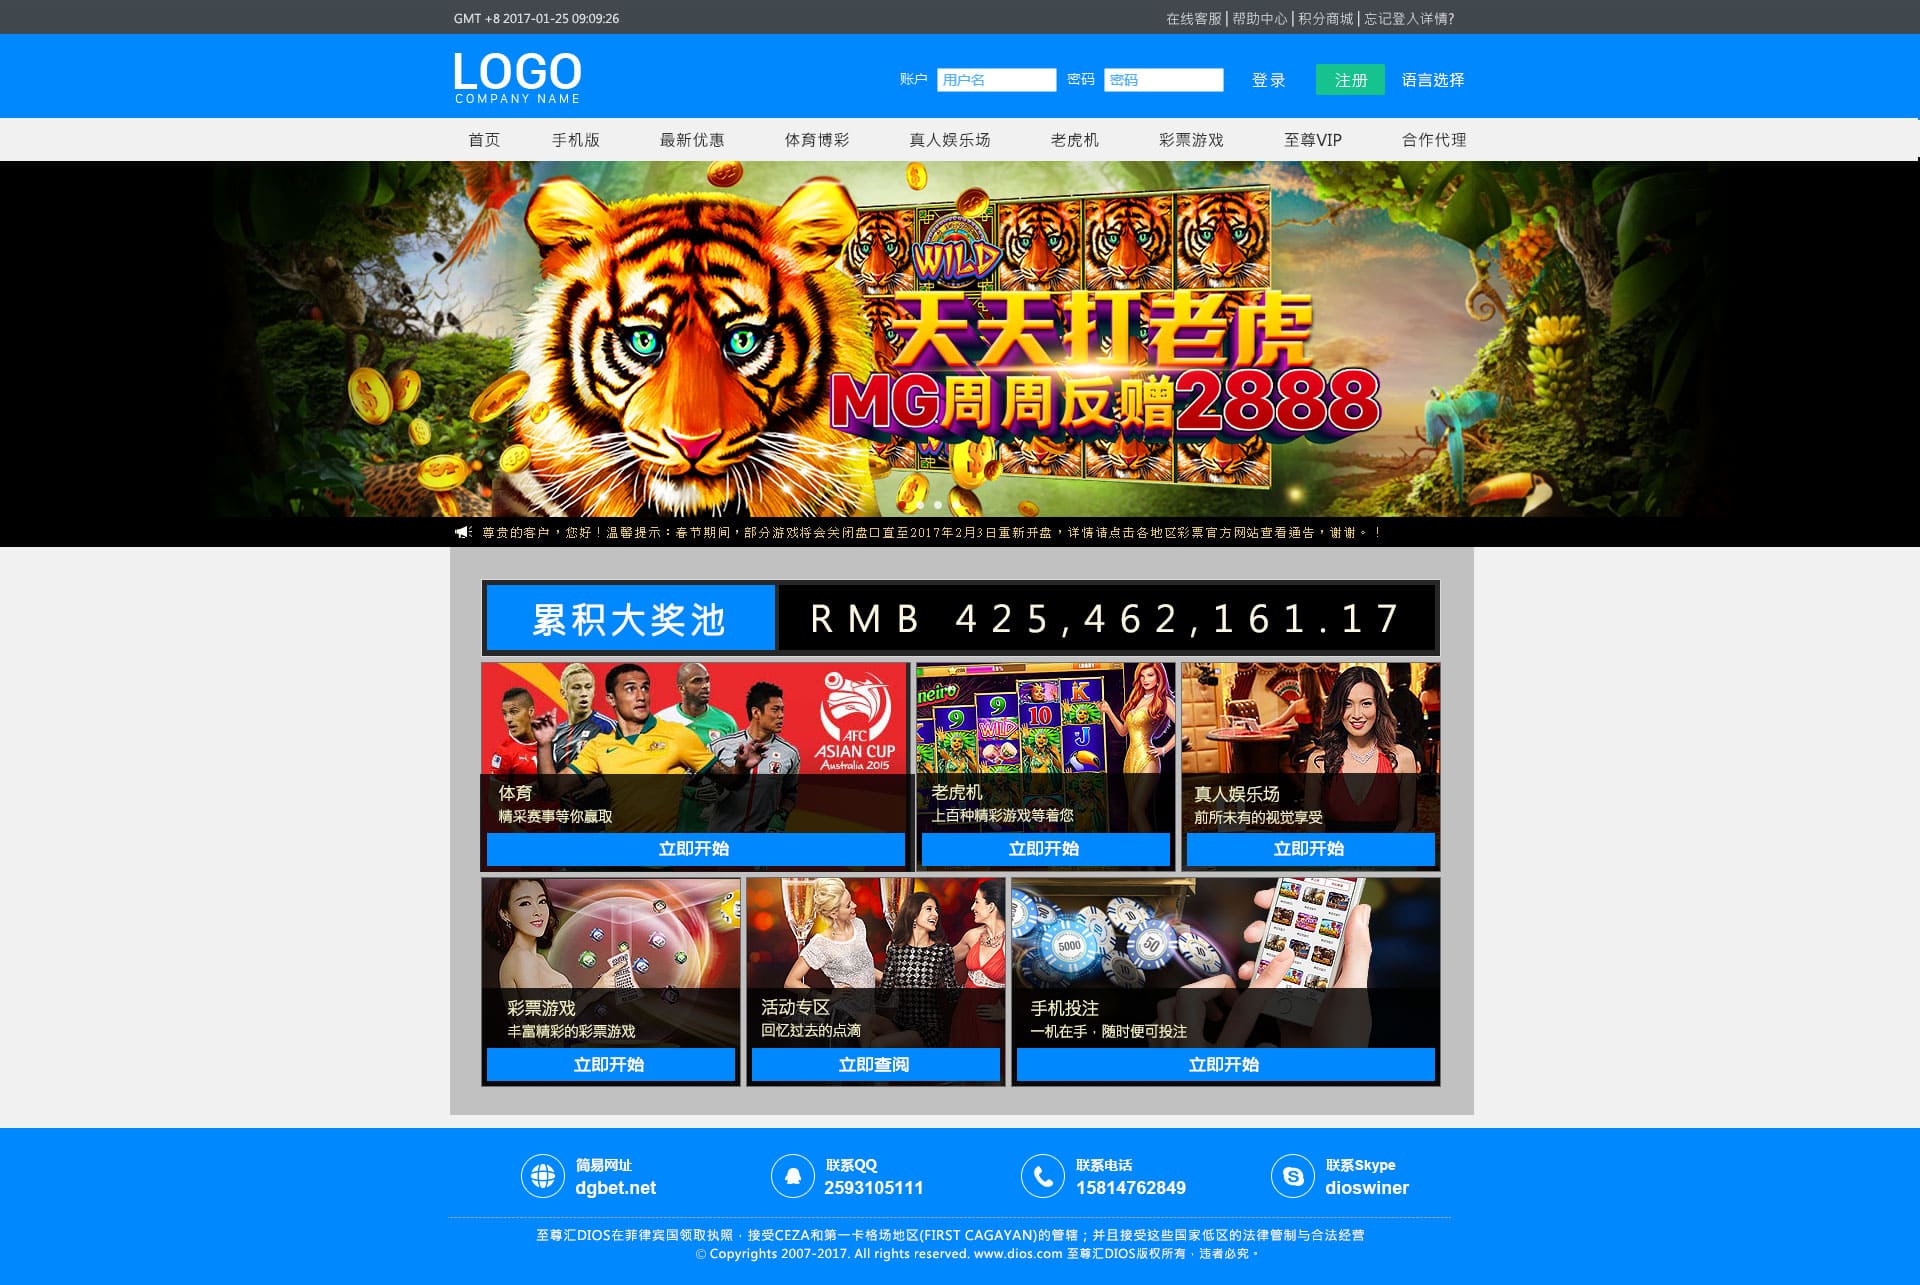 GMT +8 2017-01-25 09:09:26
在线客服 | 帮助中心 | 积分商城 | 忘记登入详情?
LOGO
COMPANY NAME
账户 用户名 密码 密码 登录 注册 语言选择
首页 手机版 最新优惠 体育博彩 真人娱乐场 老虎机 彩票游戏 至尊VIP 合作代理
WILD
天天打老虎
MG周周反赠2888
尊贵的客户，您好！温馨提示：春节期间，部分游戏将会关闭盘口直至2017年2月3日重新开盘，详情请点击各地区彩票官方网站查看通告，谢谢。！
累积大奖池 RMB 425,462,161.17
AFC
ASIAN CUP
Australia 2015
体育
精采赛事等你赢取
立即开始
neiro
9 9 10 K
WILD J
老虎机
上百种精彩游戏等着您
立即开始
真人娱乐场
前所未有的视觉享受
立即开始
彩票游戏
丰富精彩的彩票游戏
立即开始
活动专区
回忆过去的点滴
立即查阅
5000 50 10 10
手机投注
一机在手，随时便可投注
立即开始
简易网址
dgbet.net
联系QQ
2593105111
联系电话
15814762849
联系Skype
dioswiner
至尊汇DIOS在菲律宾国领取执照，接受CEZA和第一卡格场地区(FIRST CAGAYAN)的管辖；并且接受这些国家低区的法律管制与合法经营
© Copyrights 2007-2017. All rights reserved. www.dios.com 至尊汇DIOS版权所有，违者必究。